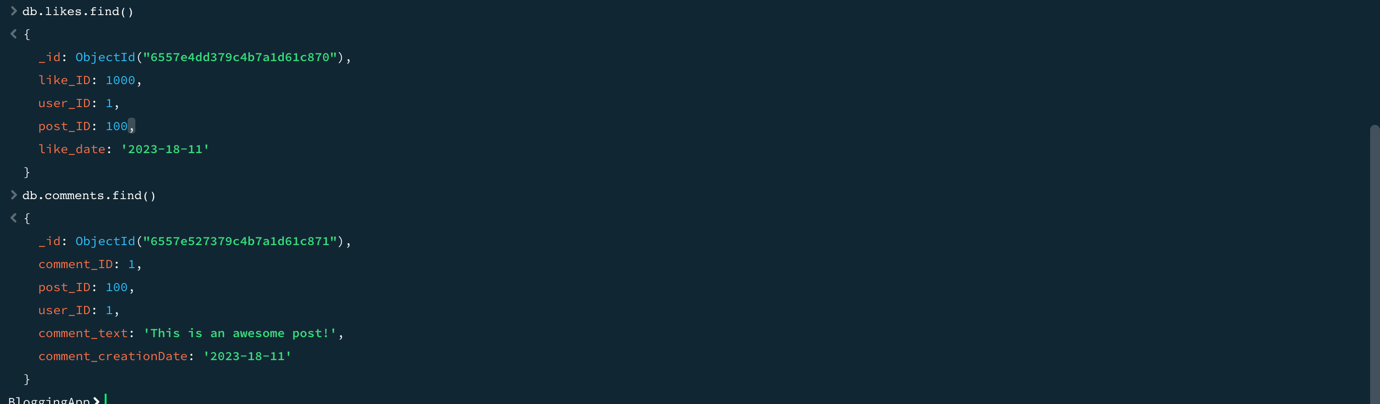 > db.likes.find()
< {
_id: ObjectId("6557e4dd379c4b7a1d61c870"),
like_ID: 1000,
user_ID: 1,
post_ID: 100,
like_date: '2023-18-11'
}
> db.comments.find()
< {
_id: ObjectId("6557e527379c4b7a1d61c871"),
comment_ID: 1,
post_ID: 100,
user_ID: 1,
comment_text: 'This is an awesome post!',
comment_creationDate: '2023-18-11'
}
BloggingApp>